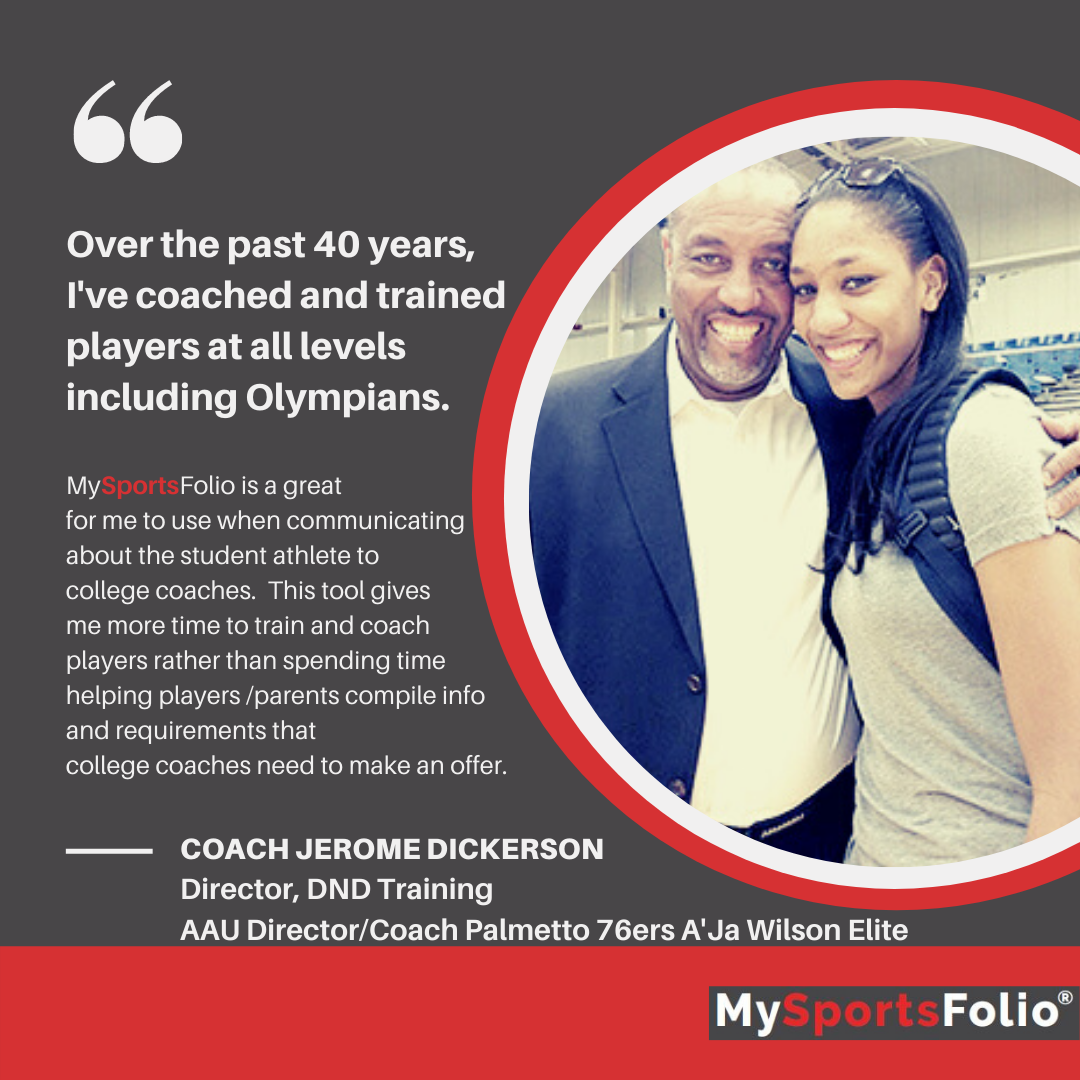 “
Over the past 40 years,
I've coached and trained
players at all levels
including Olympians.
MySportsFolio is a great
for me to use when communicating
about the student athlete to
college coaches.  This tool gives
me more time to train and coach
players rather than spending time
helping players /parents compile info
and requirements that
college coaches need to make an offer.
COACH JEROME DICKERSON
Director, DND Training
AAU Director/Coach Palmetto 76ers A'Ja Wilson Elite
MySportsFolio®